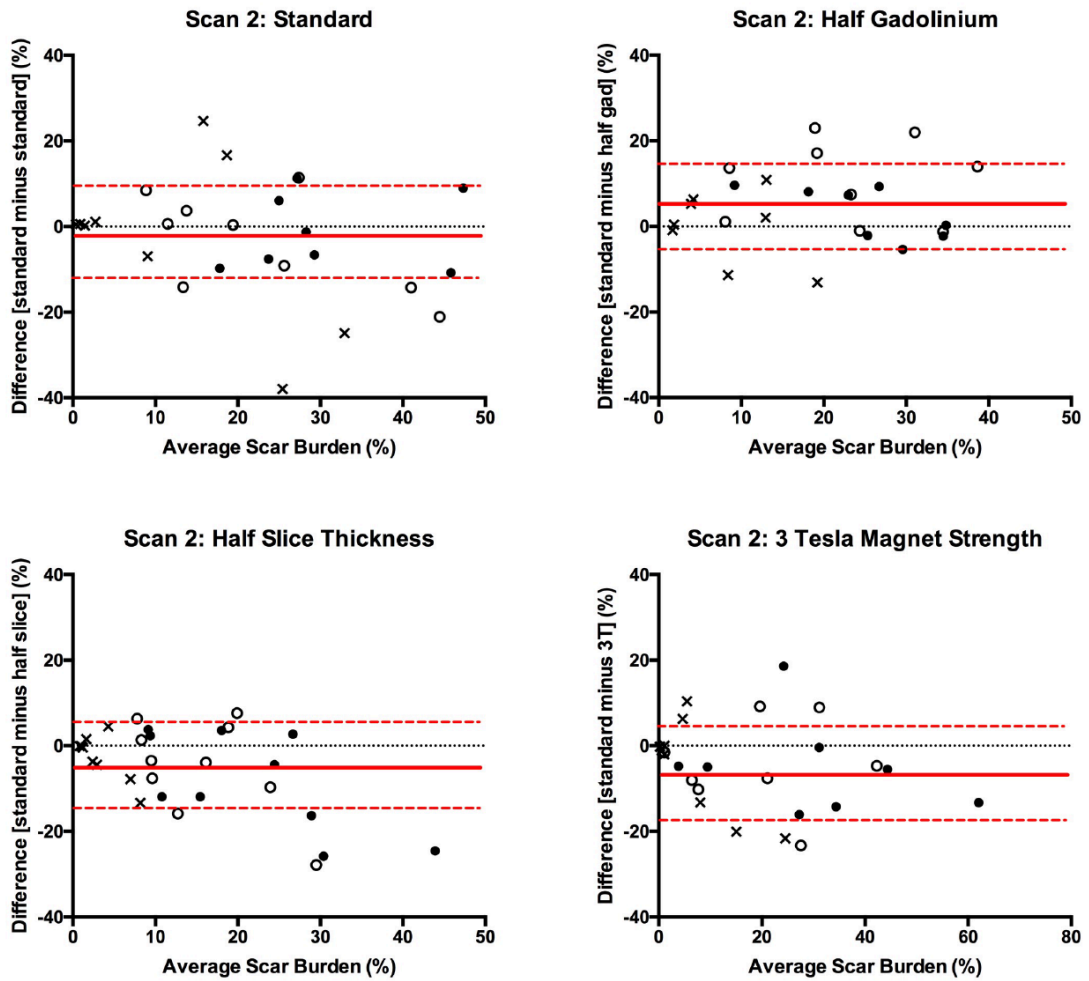 Scan 2: Standard
Difference [standard minus standard] (%)
40
20
0
-20
-40
0 10 20 30 40 50
Average Scar Burden (%)
Scan 2: Half Gadolinium
Difference [standard minus half gad] (%)
40
20
0
-20
-40
0 10 20 30 40 50
Average Scar Burden (%)
Scan 2: Half Slice Thickness
Difference [standard minus half slice] (%)
40
20
0
-20
-40
0 10 20 30 40 50
Average Scar Burden (%)
Scan 2: 3 Tesla Magnet Strength
Difference [standard minus 3T] (%)
40
20
0
-20
-40
0 20 40 60 80
Average Scar Burden (%)